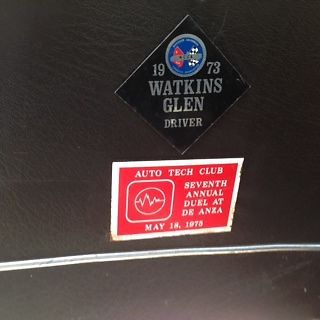 19 73
WATKINS
GLEN
DRIVER
AUTO TECH CLUB
SEVENTH
ANNUAL
DUEL AT
DE ANZA
MAY 18, 1975